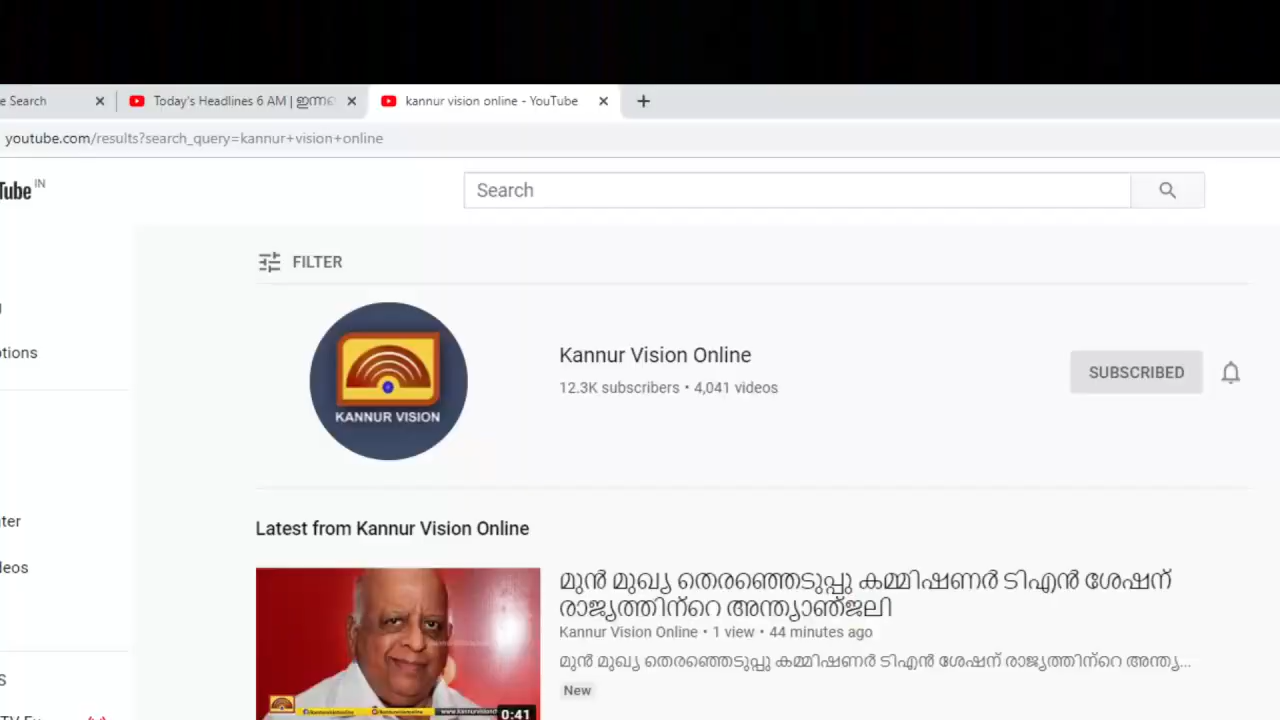 e Search
Today's Headlines 6 AM | ഇന്നത്
kannur vision online - YouTube
youtube.com/results?search_query=kannur+vision+online
Tube IN
Search
FILTER
KANNUR VISION
Kannur Vision Online
12.3K subscribers • 4,041 videos
SUBSCRIBED
ptions
Latest from Kannur Vision Online
ter
deos
മുൻ മുഖ്യ തെരഞ്ഞെടുപ്പു കമ്മിഷണർ ടിഎൻ ശേഷന്
രാജ്യത്തിന്റെ അന്ത്യാഞ്ജലി
Kannur Vision Online • 1 view • 44 minutes ago
മുൻ മുഖ്യ തെരഞ്ഞെടുപ്പു കമ്മിഷണർ ടിഎൻ ശേഷന് രാജ്യത്തിന്റെ അന്ത്യ...
New
0:41
S